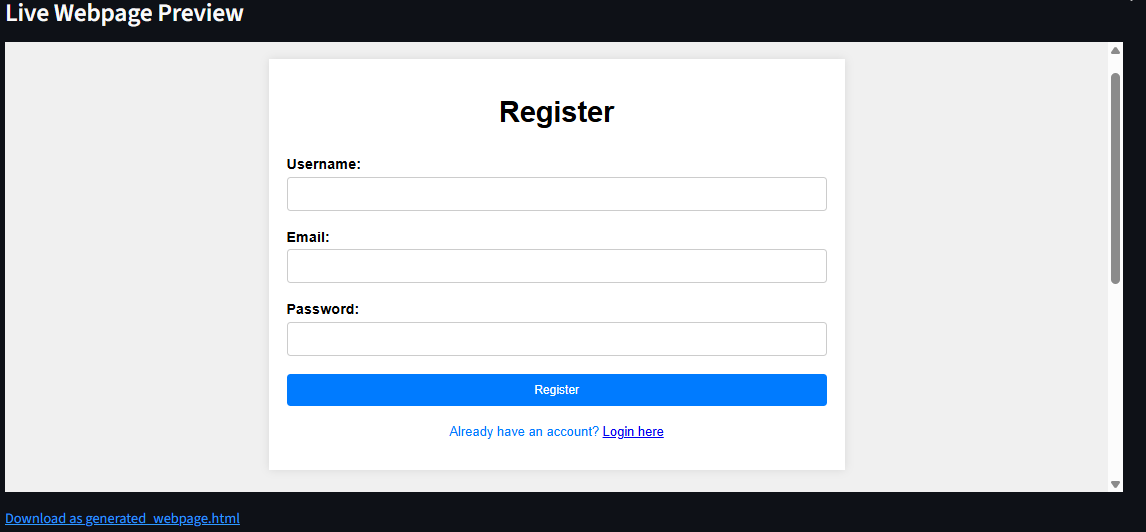 Live Webpage Preview
Register
Username:
Email:
Password:
Register
Already have an account? Login here
Download as generated_webpage.html